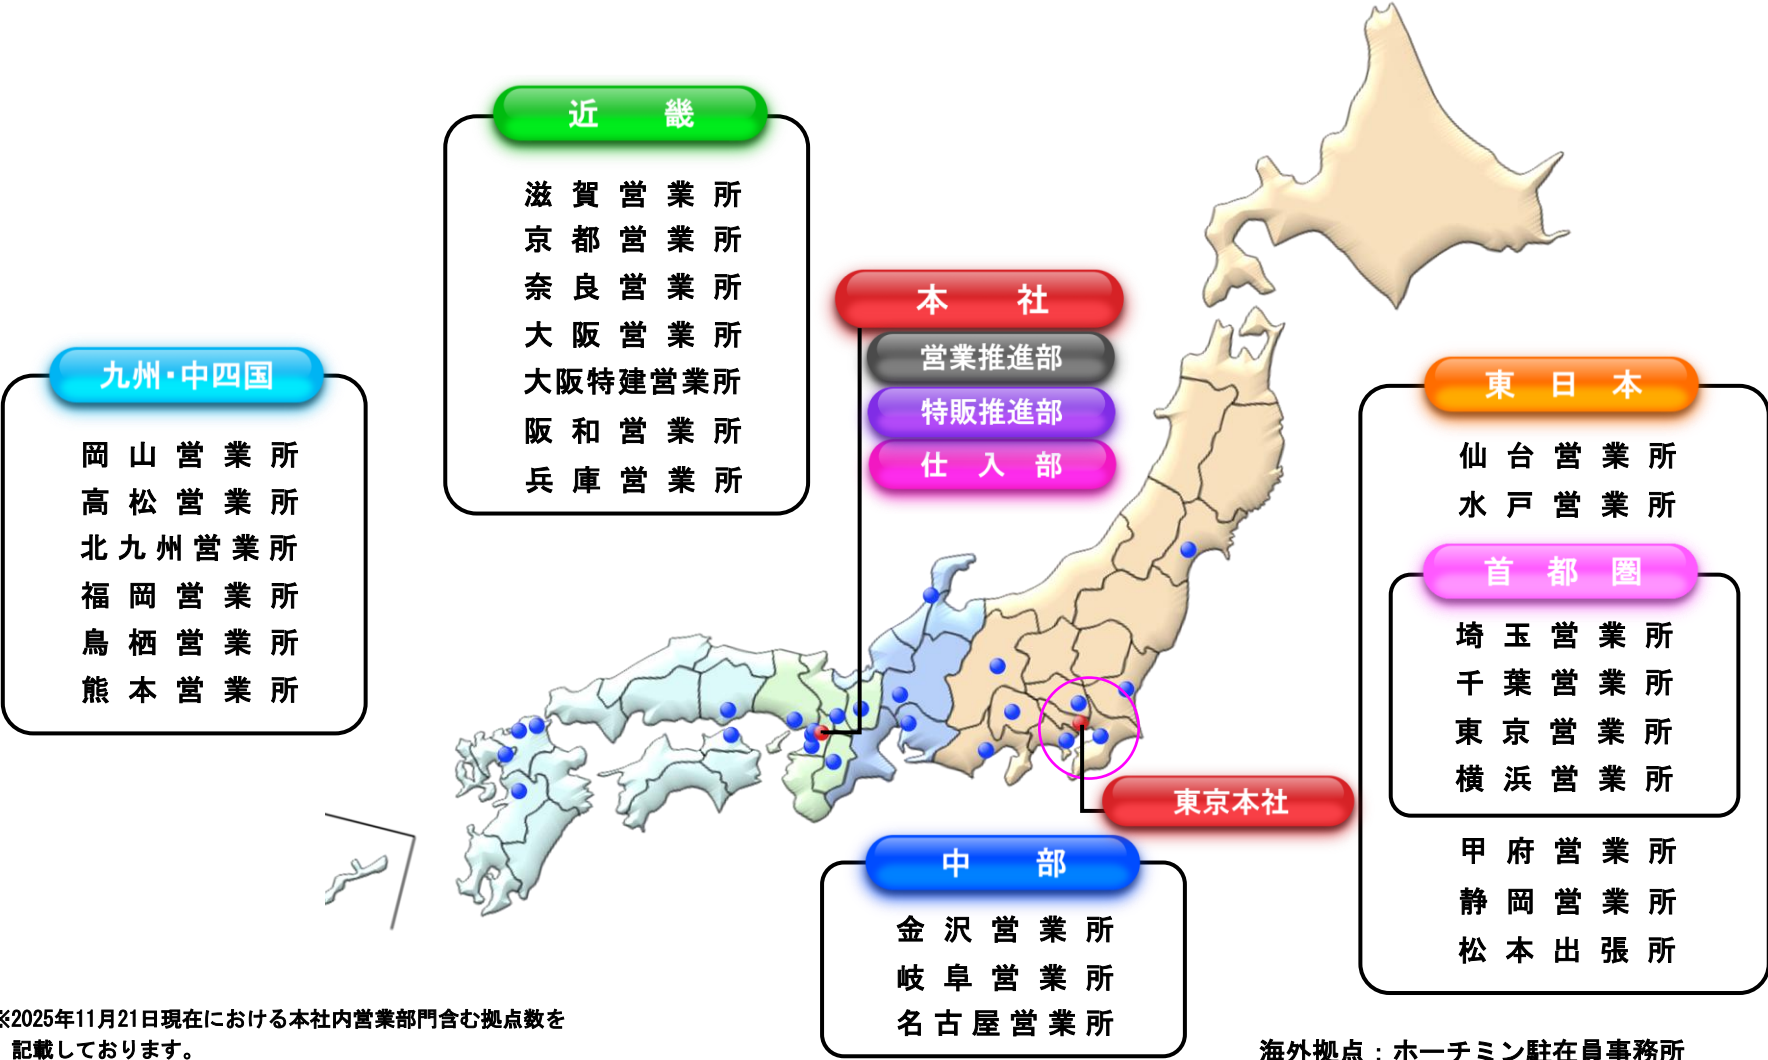 近畿
滋賀営業所
京都営業所
奈良営業所
大阪営業所
大阪特建営業所
阪和営業所
兵庫営業所
本社
営業推進部
特販推進部
仕入部
九州・中四国
岡山営業所
高松営業所
北九州営業所
福岡営業所
鳥栖営業所
熊本営業所
東日本
仙台営業所
水戸営業所
首都圏
埼玉営業所
千葉営業所
東京営業所
横浜営業所
甲府営業所
静岡営業所
松本出張所
東京本社
中部
金沢営業所
岐阜営業所
名古屋営業所
※2025年11月21日現在における本社内営業部門含む拠点数を
記載しております。
海外拠点：ホーチミン駐在員事務所